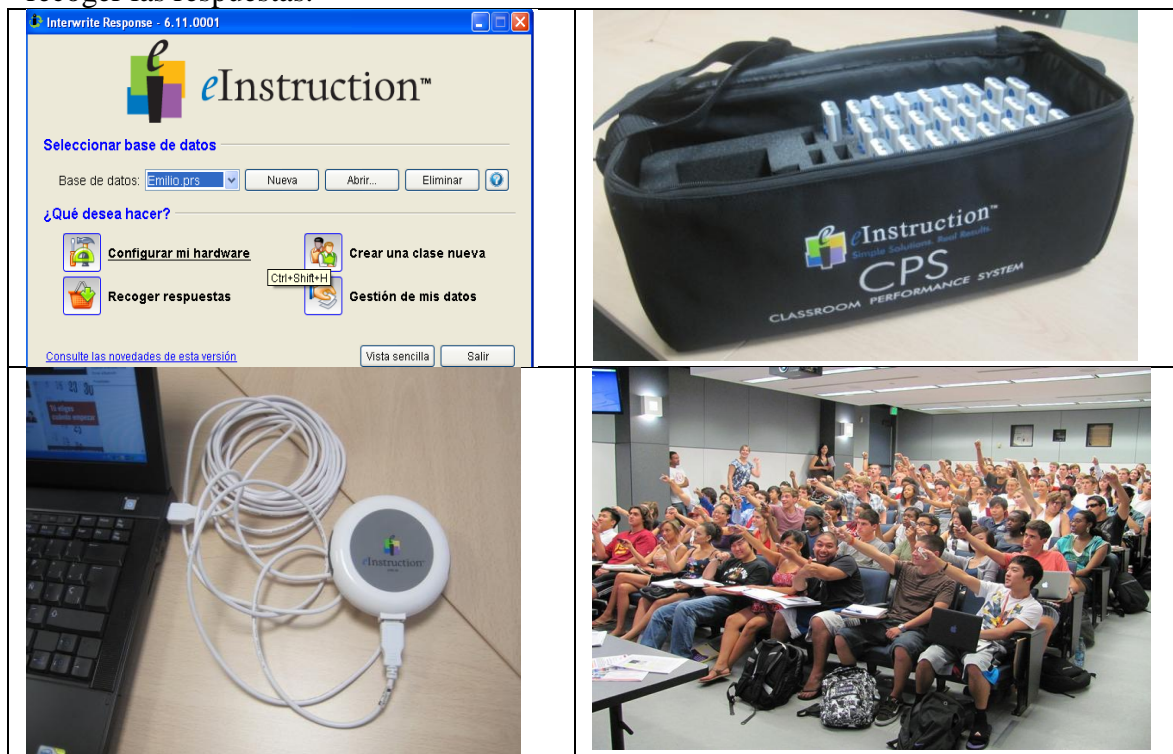 recoger las respuestas.
Interwrite Response - 6.11.0001
eInstruction™
Seleccionar base de datos
Base de datos: Emilio.prs Nueva Abrir... Eliminar ?
¿Qué desea hacer?
Configurar mi hardware
Crear una clase nueva
Ctrl+Shift+H
Recoger respuestas
Gestión de mis datos
Consulte las novedades de esta versión
Vista sencilla
Salir
eInstruction™
Simple Solutions. Real Results.
CPS
CLASSROOM PERFORMANCE SYSTEM
eInstruction